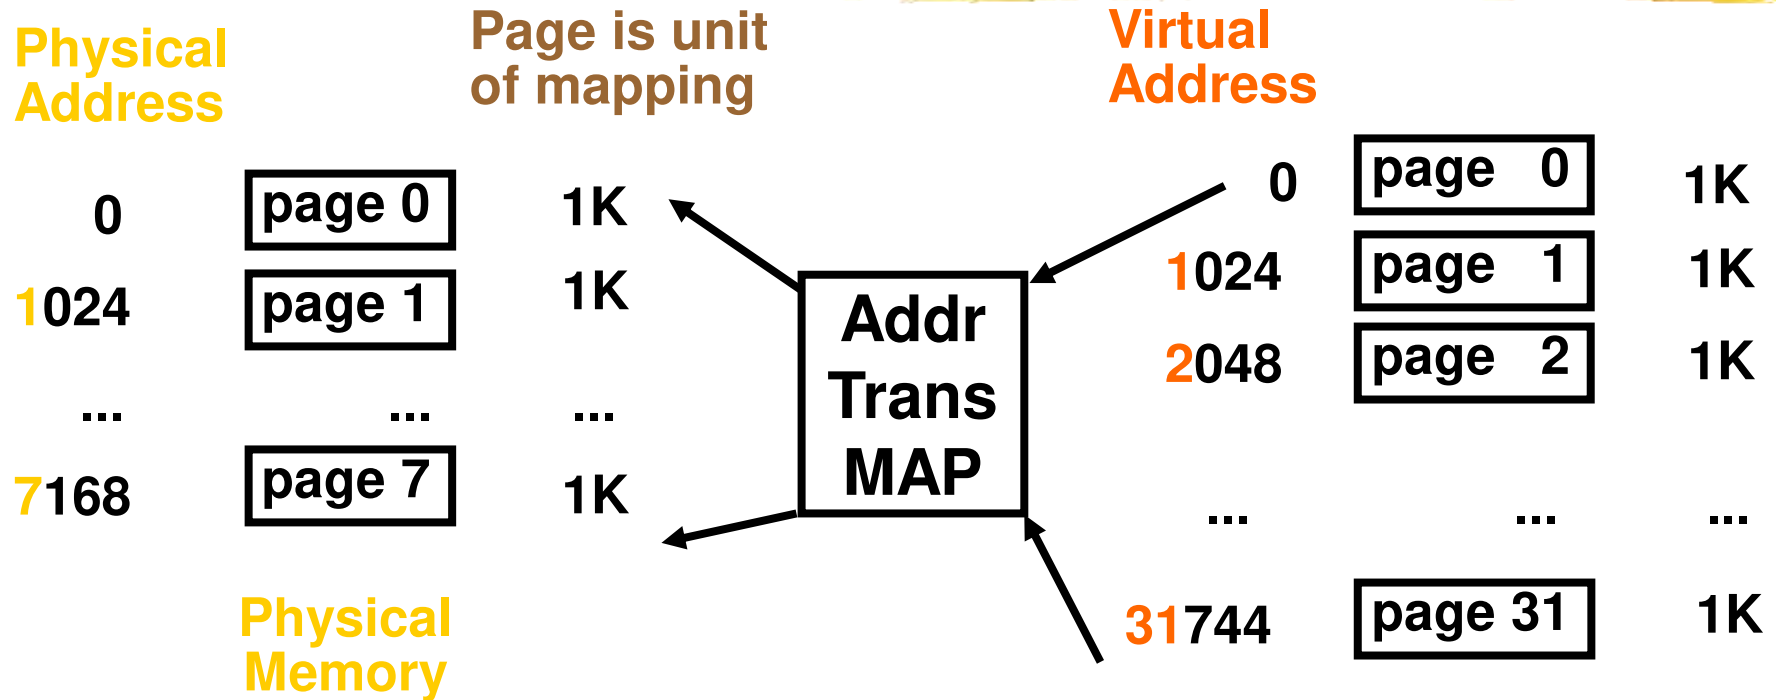 Physical
Address
Page is unit
of mapping
Virtual
Address
0 page 0 1K
1024 page 1 1K
... ... ...
7168 page 7 1K
Physical
Memory
Addr
Trans
MAP
0 page 0 1K
1024 page 1 1K
2048 page 2 1K
... ... ...
31744 page 31 1K